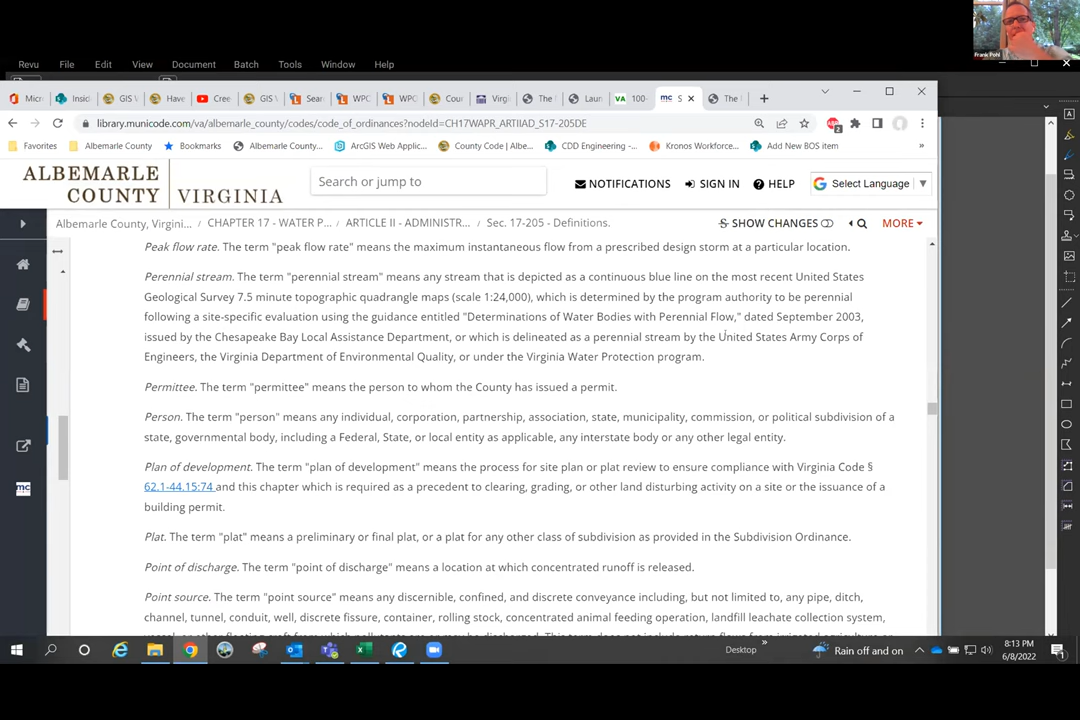 Frank Pohl
Revu File Edit View Document Batch Tools Window Help
Micr Insid GIS V Have Cree GIS V Sear WPC WPC Cour Virgi The F Laun 100- S The I
library.municode.com/va/albemarle_county/codes/code_of_ordinances?nodeId=CH17WAPR_ARTIIAD_S17-205DE
Favorites Albemarle County Bookmarks Albemarle County... ArcGIS Web Applic... County Code | Albe... CDD Engineering -... Kronos Workforce... Add New BOS item »
ALBEMARLE COUNTY VIRGINIA
Search or jump to
NOTIFICATIONS SIGN IN HELP Select Language
Albemarle County, Virgini... / CHAPTER 17 - WATER P... / ARTICLE II - ADMINISTR... / Sec. 17-205 - Definitions.
SHOW CHANGES MORE
Peak flow rate. The term "peak flow rate" means the maximum instantaneous flow from a prescribed design storm at a particular location.
Perennial stream. The term "perennial stream" means any stream that is depicted as a continuous blue line on the most recent United States
Geological Survey 7.5 minute topographic quadrangle maps (scale 1:24,000), which is determined by the program authority to be perennial
following a site-specific evaluation using the guidance entitled "Determinations of Water Bodies with Perennial Flow," dated September 2003,
issued by the Chesapeake Bay Local Assistance Department, or which is delineated as a perennial stream by the United States Army Corps of
Engineers, the Virginia Department of Environmental Quality, or under the Virginia Water Protection program.
Permittee. The term "permittee" means the person to whom the County has issued a permit.
Person. The term "person" means any individual, corporation, partnership, association, state, municipality, commission, or political subdivision of a
state, governmental body, including a Federal, State, or local entity as applicable, any interstate body or any other legal entity.
Plan of development. The term "plan of development" means the process for site plan or plat review to ensure compliance with Virginia Code §
62.1-44.15:74 and this chapter which is required as a precedent to clearing, grading, or other land disturbing activity on a site or the issuance of a
building permit.
Plat. The term "plat" means a preliminary or final plat, or a plat for any other class of subdivision as provided in the Subdivision Ordinance.
Point of discharge. The term "point of discharge" means a location at which concentrated runoff is released.
Point source. The term "point source" means any discernible, confined, and discrete conveyance including, but not limited to, any pipe, ditch,
channel, tunnel, conduit, well, discrete fissure, container, rolling stock, concentrated animal feeding operation, landfill leachate collection system,
Desktop » Rain off and on 8:13 PM
6/8/2022